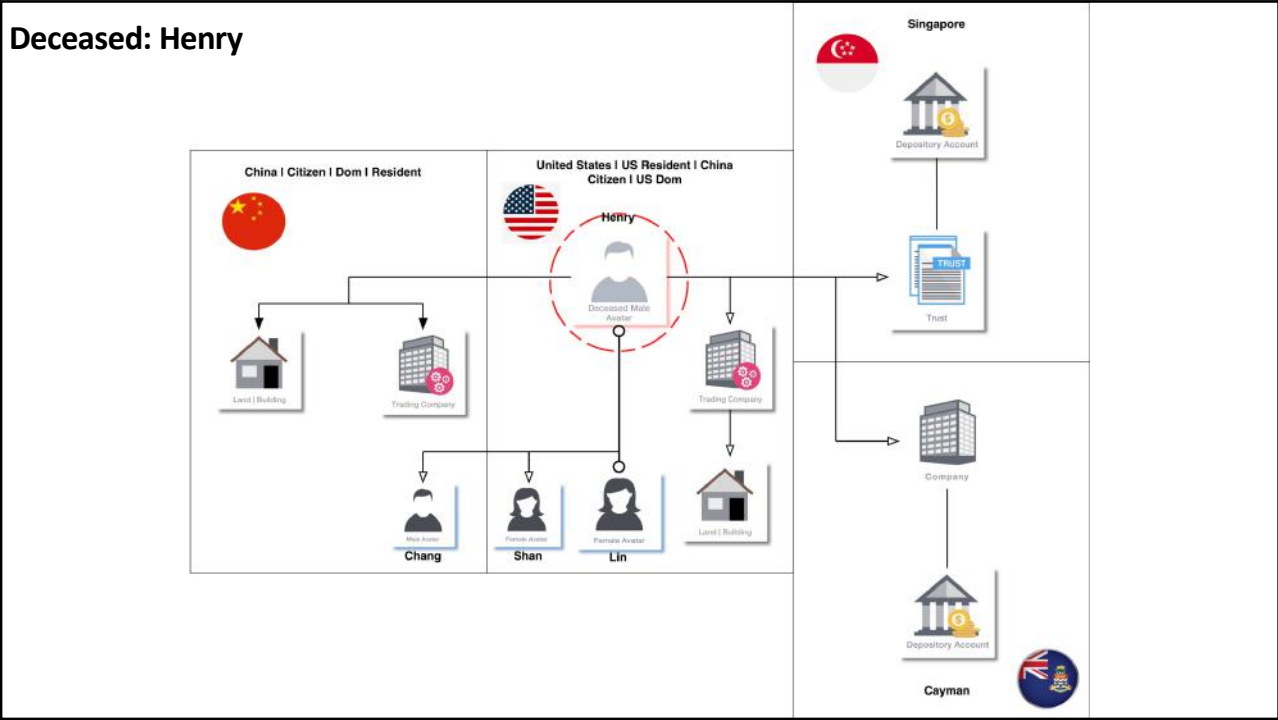 Deceased: Henry
Singapore
Depository Account
China I Citizen I Dom I Resident
United States I US Resident I China
Citizen I US Dom
Henry
Deceased Male
Avatar
TRUST
Trust
Land | Building
Trading Company
Trading Company
Company
Male Avatar
Chang
Female Avatar
Shan
Female Avatar
Lin
Land | Building
Depository Account
Cayman